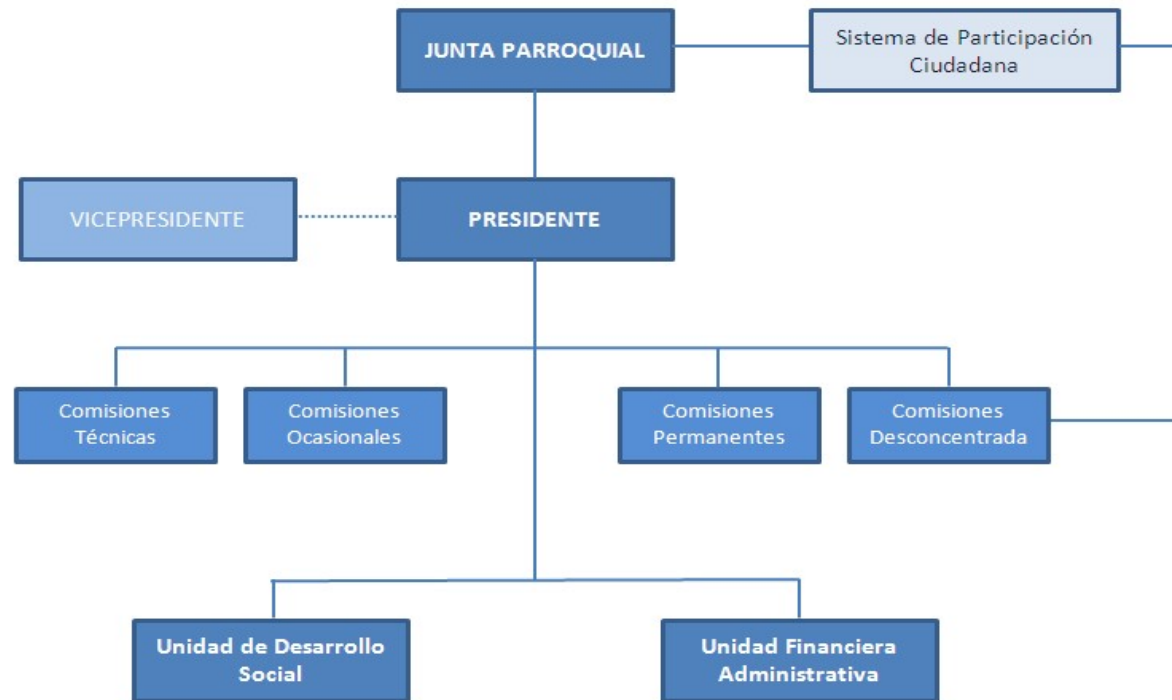 JUNTA PARROQUIAL
Sistema de Participación
Ciudadana
VICEPRESIDENTE
PRESIDENTE
Comisiones
Técnicas
Comisiones
Ocasionales
Comisiones
Permanentes
Comisiones
Desconcentrada
Unidad de Desarrollo
Social
Unidad Financiera
Administrativa